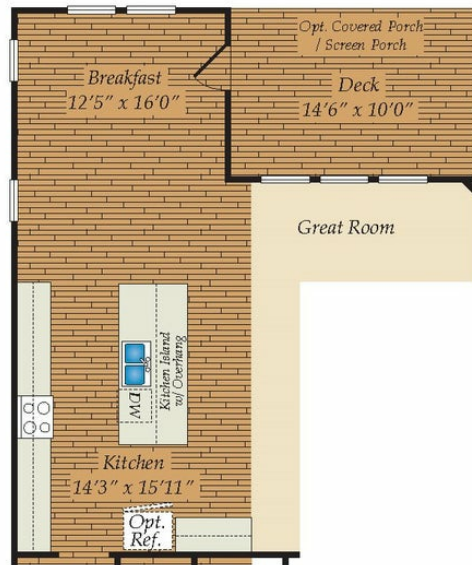 Opt. Covered Porch
/ Screen Porch
Breakfast
12'5" x 16'0"
Deck
14'6" x 10'0"
Great Room
Kitchen Island
w/ Overhang
DW
Kitchen
14'3" x 15'11"
Opt.
Ref.